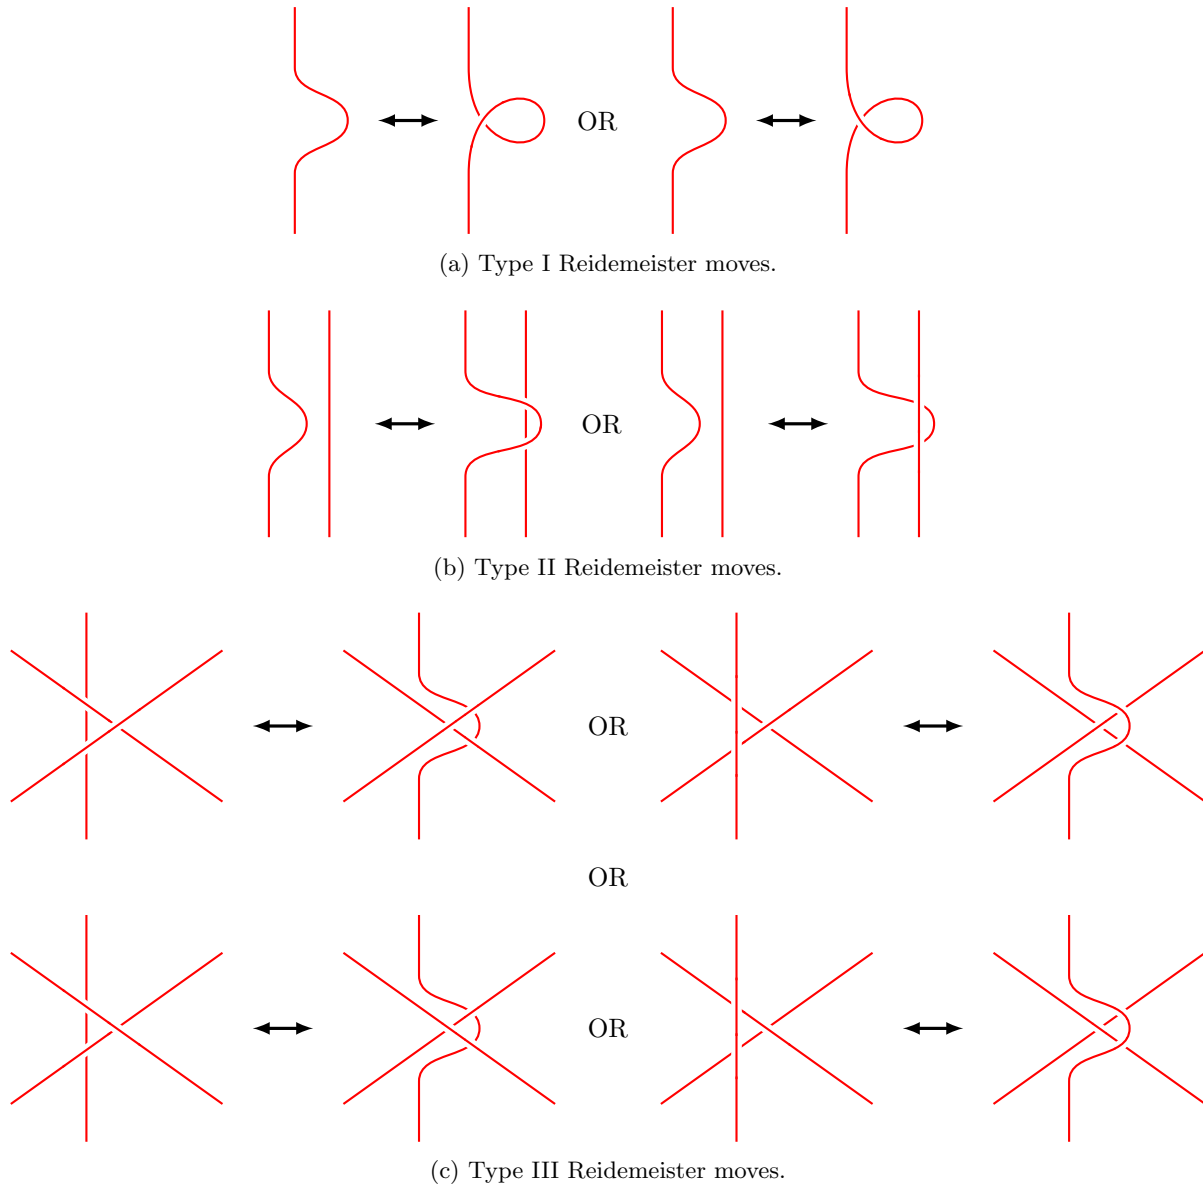 OR
(a) Type I Reidemeister moves.
OR
(b) Type II Reidemeister moves.
OR
OR
OR
(c) Type III Reidemeister moves.